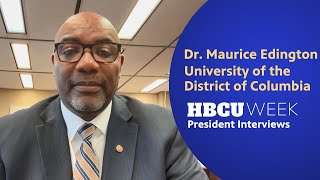 Dr. Maurice Edington
University of the
District of Columbia
HBCU WEEK
President Interviews